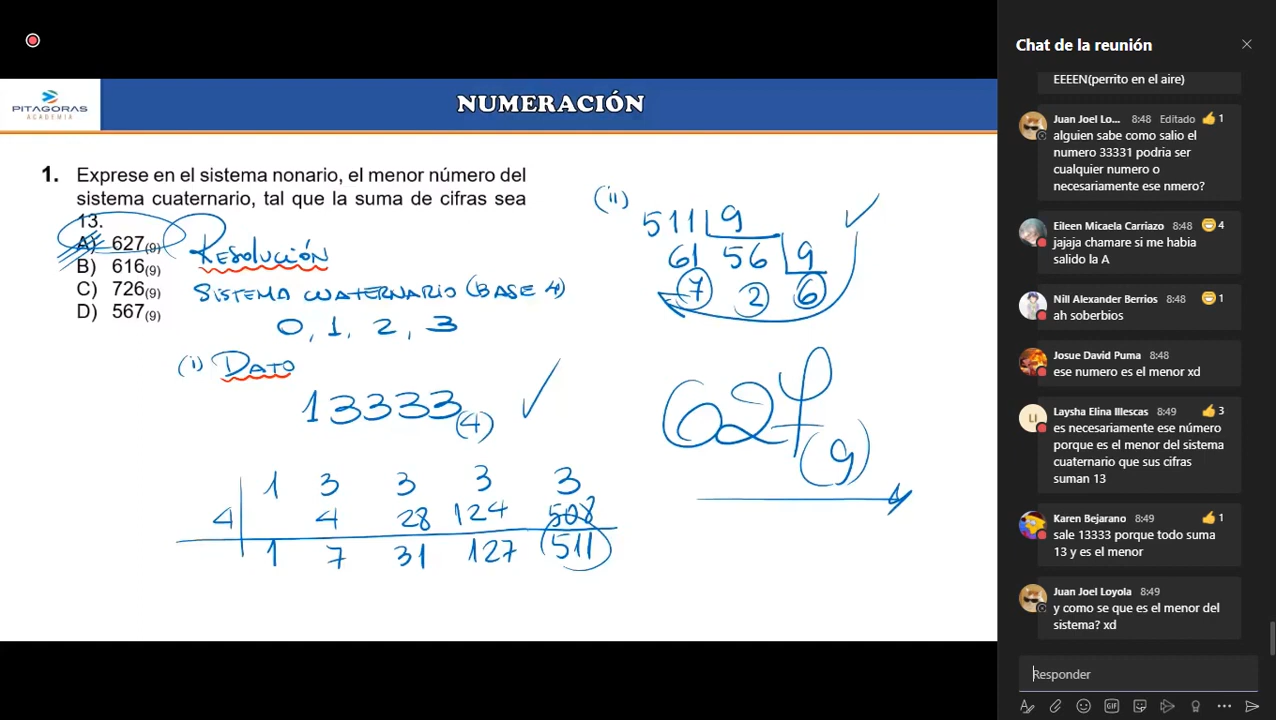 PITAGORAS
ACADEMIA
NUMERACIÓN
1. Exprese en el sistema nonario, el menor número del
sistema cuaternario, tal que la suma de cifras sea
13.
A) 627(9)
B) 616(9)
C) 726(9)
D) 567(9)
RESOLUCIÓN
SISTEMA CUATERNARIO (BASE 4)
0, 1, 2, 3
(i) DATO
13333(4)
1 3 3 3 3
4 4 28 124 508
1 7 31 127 511
(ii)
511 9
61 56 9
7 2 6
627(9)
Chat de la reunión
EEEEN(perrito en el aire)
Juan Joel Lo... 8:48 Editado 👍 1
alguien sabe como salio el
numero 33331 podria ser
cualquier numero o
necesariamente ese nmero?
Eileen Micaela Carriazo 8:48 😁 4
jajaja chamare si me habia
salido la A
Nill Alexander Berrios 8:48 😁 1
ah soberbios
Josue David Puma 8:48
ese numero es el menor xd
LI
Laysha Elina Illescas 8:49 👍 3
es necesariamente ese número
porque es el menor del sistema
cuaternario que sus cifras
suman 13
Karen Bejarano 8:49 👍 1
sale 13333 porque todo suma
13 y es el menor
Juan Joel Loyola 8:49
y como se que es el menor del
sistema? xd
Responder
GIF